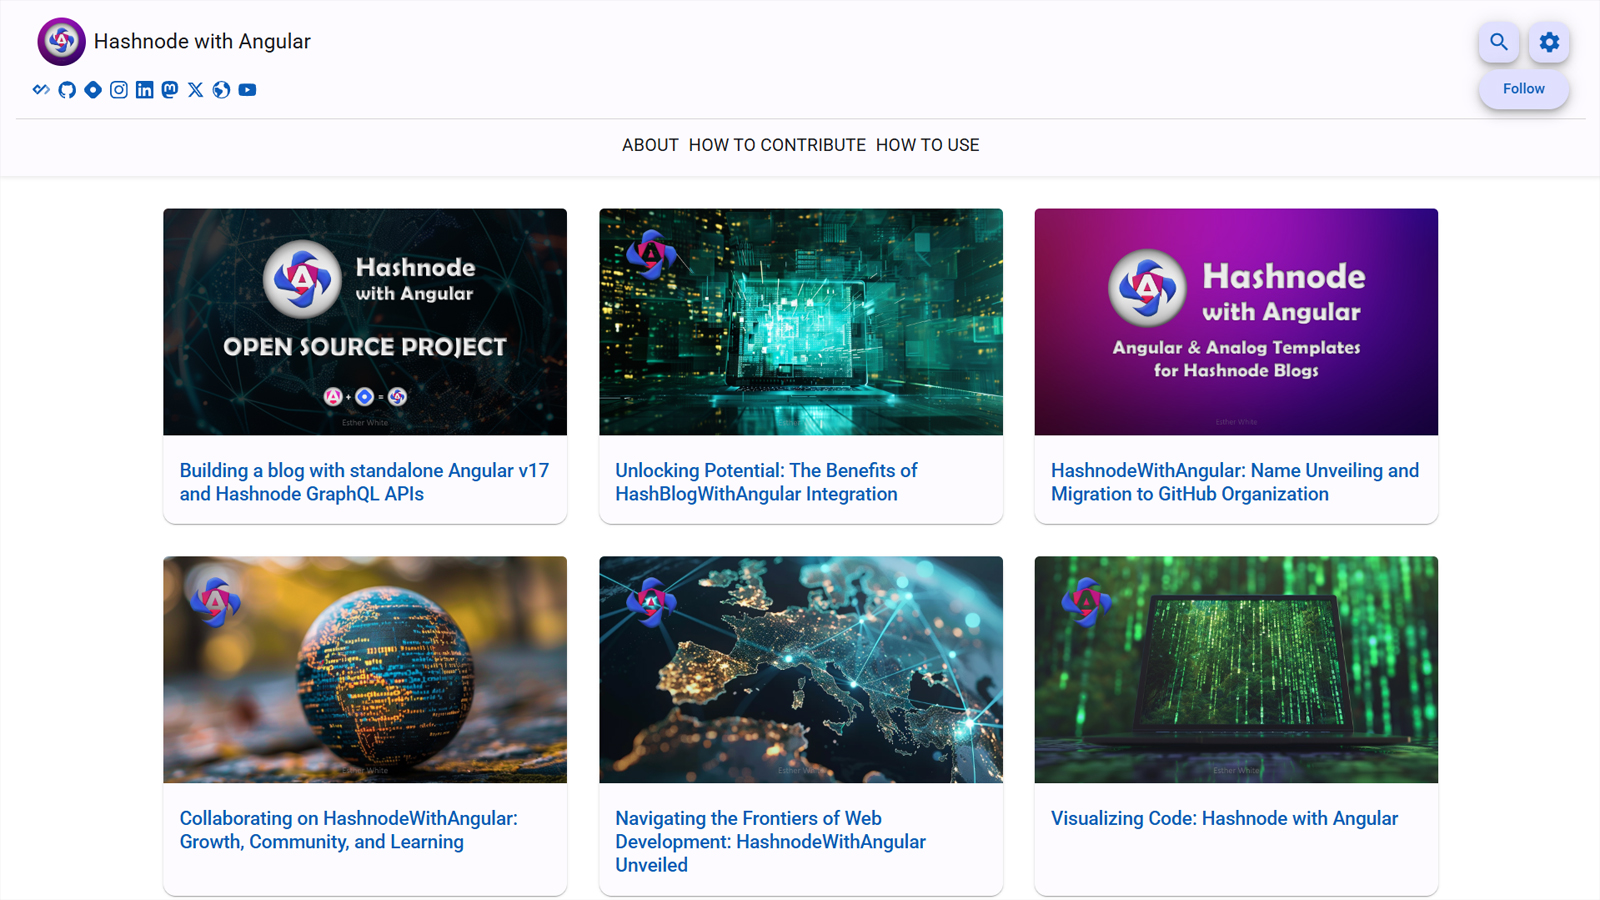 Hashnode with Angular
Follow
ABOUT HOW TO CONTRIBUTE HOW TO USE
Hashnode
with Angular
OPEN SOURCE PROJECT
+ =
Esther White
Building a blog with standalone Angular v17
and Hashnode GraphQL APIs
Unlocking Potential: The Benefits of
HashBlogWithAngular Integration
Hashnode
with Angular
Angular & Analog Templates
for Hashnode Blogs
Esther White
HashnodeWithAngular: Name Unveiling and
Migration to GitHub Organization
Esther White
Collaborating on HashnodeWithAngular:
Growth, Community, and Learning
Esther White
Navigating the Frontiers of Web
Development: HashnodeWithAngular
Unveiled
Esther White
Visualizing Code: Hashnode with Angular